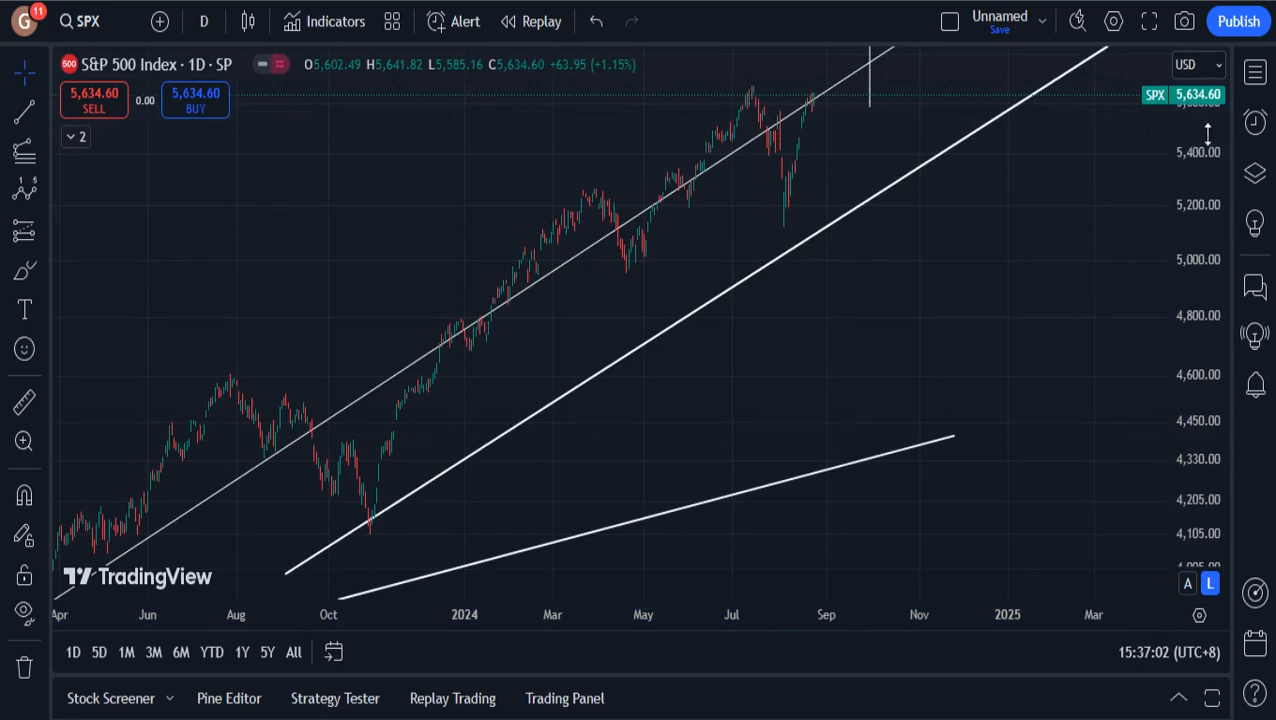 G 11 SPX D Indicators Alert Replay Unnamed Save Publish
500 S&P 500 Index · 1D · SP O5,602.49 H5,641.82 L5,585.16 C5,634.60 +63.95 (+1.15%) USD
5,634.60 SELL 0.00 5,634.60 BUY
SPX 5,634.60
2
5,400.00
5,200.00
5,000.00
4,800.00
4,600.00
4,450.00
4,330.00
4,205.00
4,105.00
TradingView
A L
Apr Jun Aug Oct 2024 Mar May Jul Sep Nov 2025 Mar
1D 5D 1M 3M 6M YTD 1Y 5Y All 15:37:02 (UTC+8)
Stock Screener Pine Editor Strategy Tester Replay Trading Trading Panel